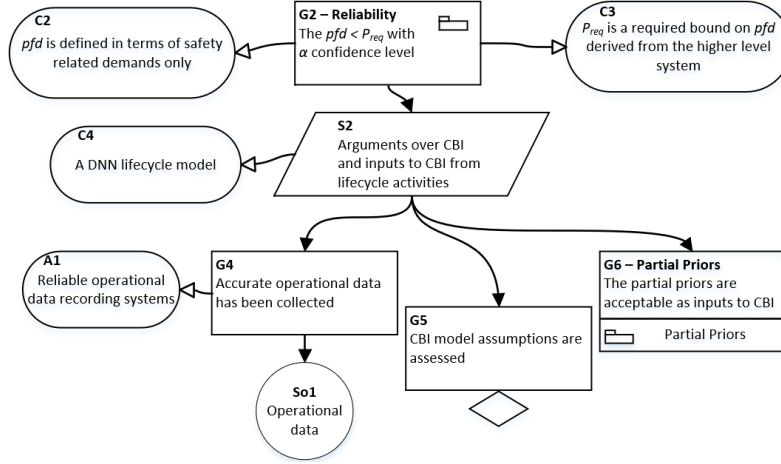 C2
pfd is defined in terms of safety
related demands only
G2 – Reliability
The pfd < P_req with
α confidence level
C3
P_req is a required bound on pfd
derived from the higher level
system
C4
A DNN lifecycle model
S2
Arguments over CBI
and inputs to CBI from
lifecycle activities
A1
Reliable operational
data recording systems
G4
Accurate operational data
has been collected
G5
CBI model assumptions are
assessed
G6 – Partial Priors
The partial priors are
acceptable as inputs to CBI
Partial Priors
So1
Operational
data